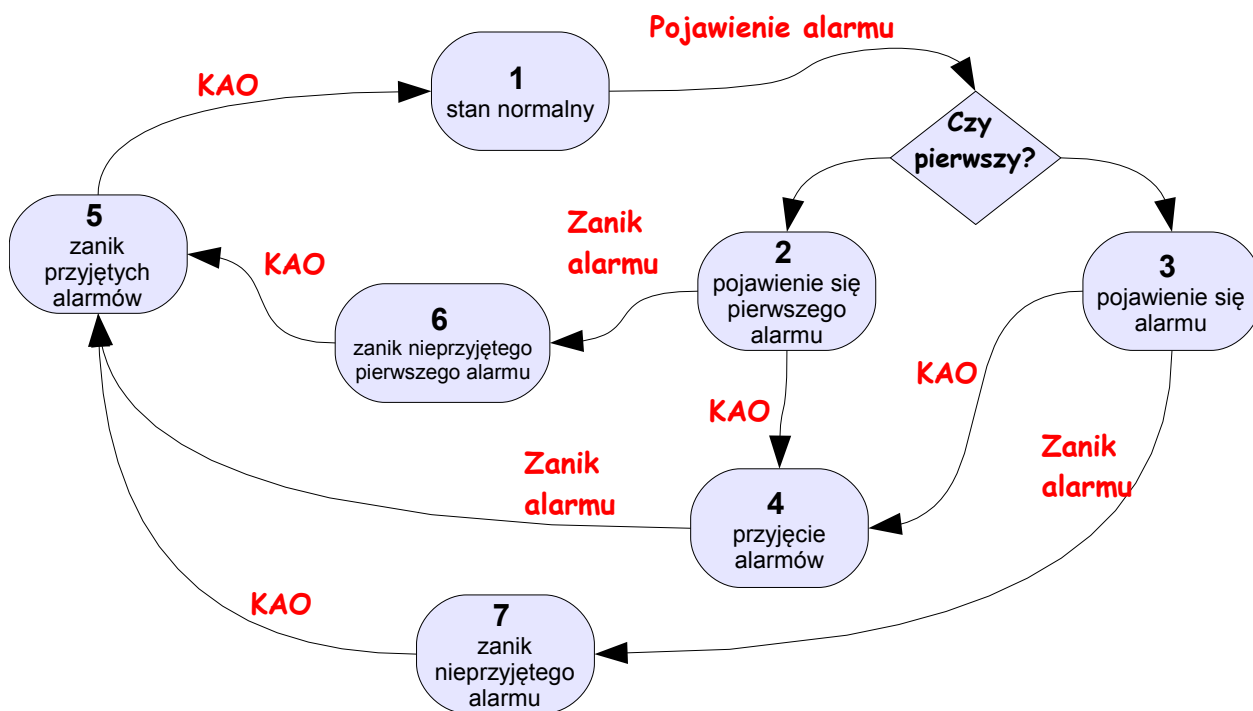 Pojawienie alarmu
KAO
1
stan normalny
Czy
pierwszy?
5
zanik
przyjętych
alarmów
KAO
Zanik
alarmu
2
pojawienie się
pierwszego
alarmu
3
pojawienie się
alarmu
6
zanik nieprzyjętego
pierwszego alarmu
KAO
KAO
Zanik
alarmu
Zanik
alarmu
4
przyjęcie
alarmów
KAO
7
zanik
nieprzyjętego
alarmu